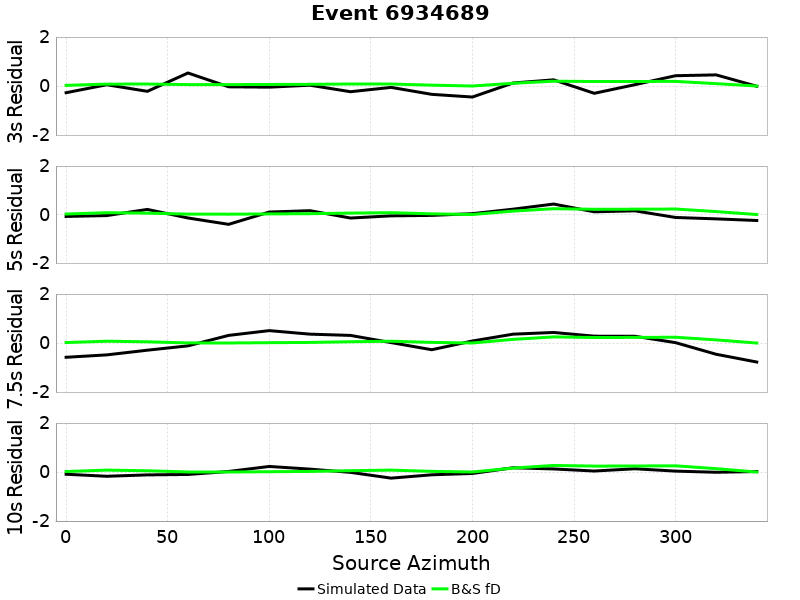 Event 6934689
3s Residual
2
0
-2
5s Residual
2
0
-2
7.5s Residual
2
0
-2
10s Residual
2
0
-2
0 50 100 150 200 250 300
Source Azimuth
Simulated Data B&S fD